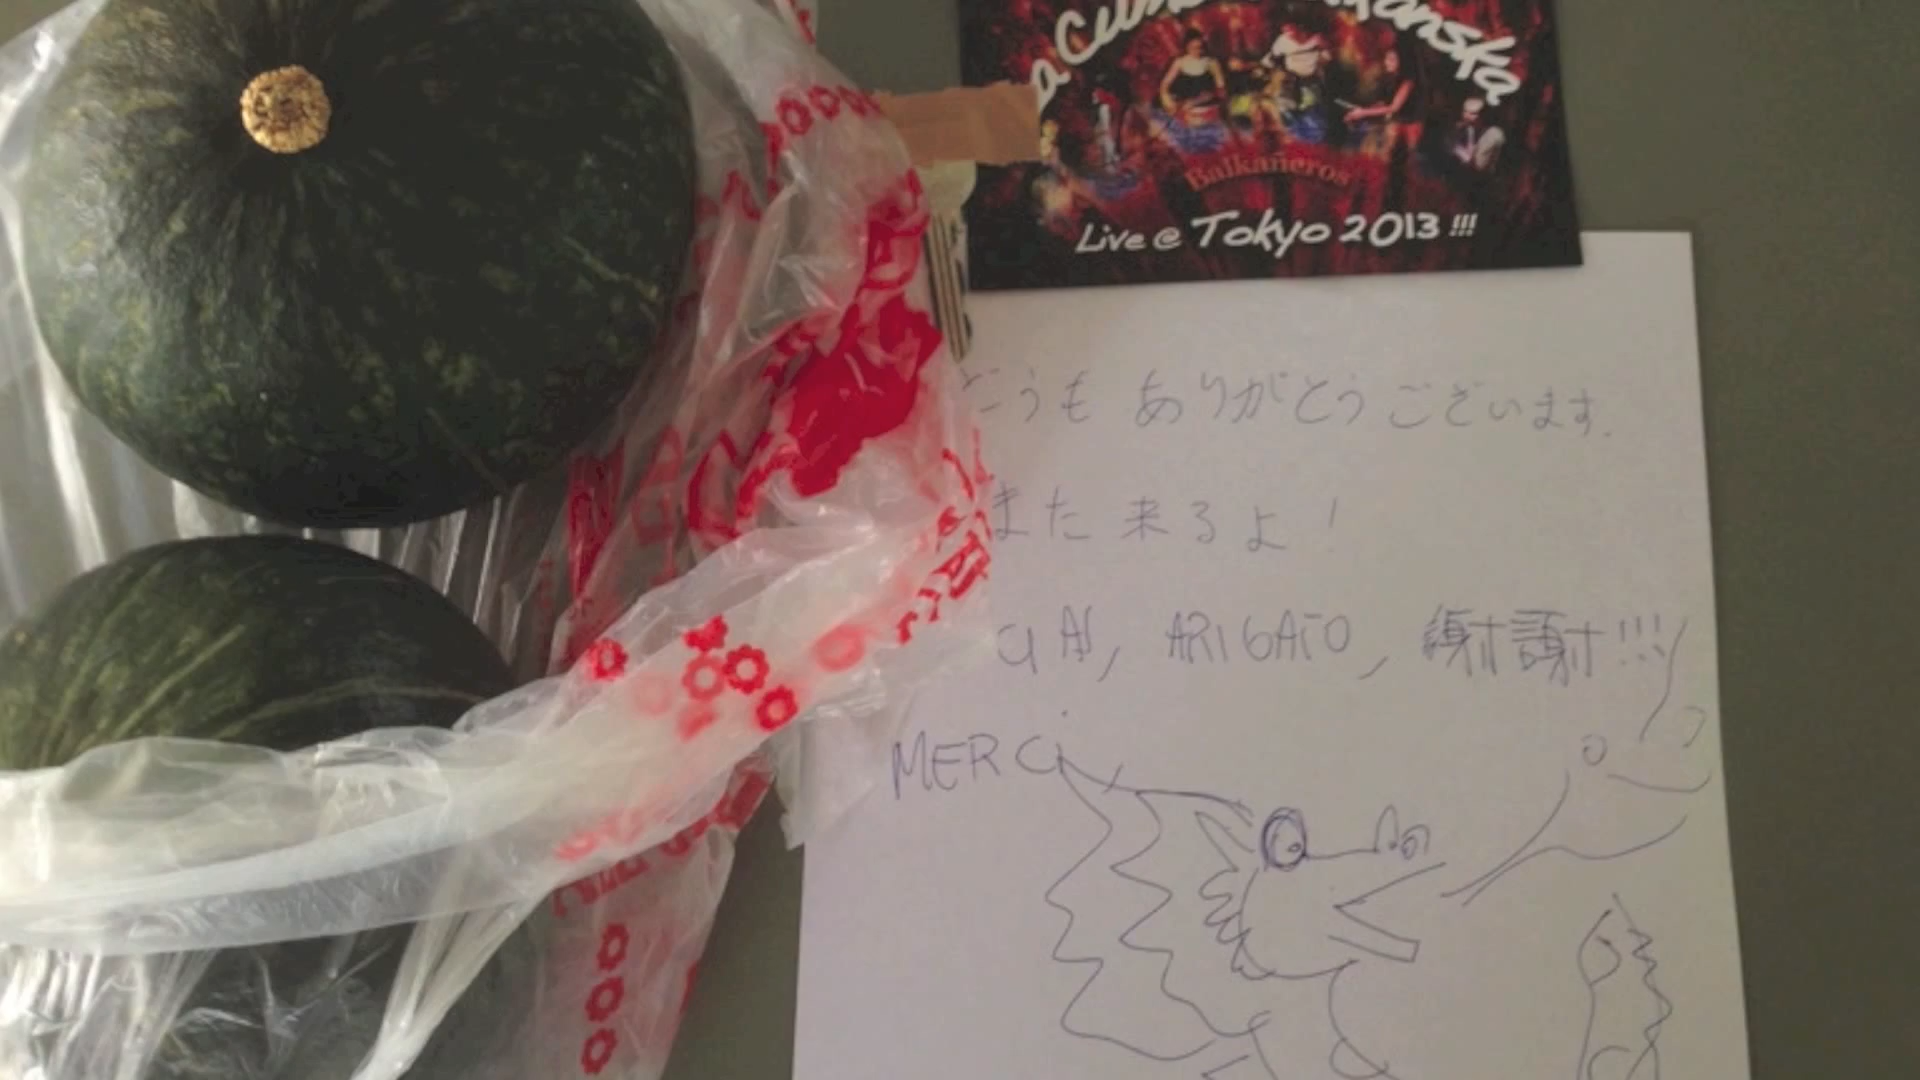 Balkañeros
Live @ Tokyo 2013 !!!
どうも ありがとうございます.
また 来るよ!
ARIGATO, 謝謝!!!
MERCi